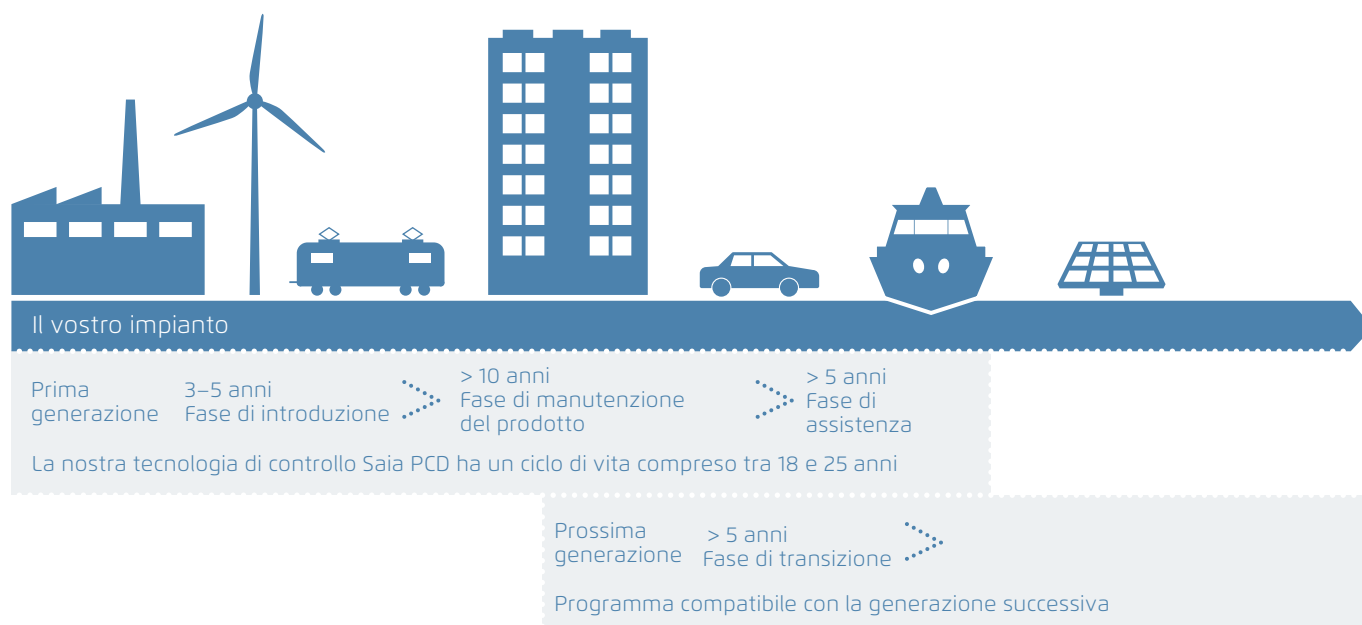 Il vostro impianto
Prima
generazione
3–5 anni
Fase di introduzione
> 10 anni
Fase di manutenzione
del prodotto
> 5 anni
Fase di
assistenza
La nostra tecnologia di controllo Saia PCD ha un ciclo di vita compreso tra 18 e 25 anni
Prossima
generazione
> 5 anni
Fase di transizione
Programma compatibile con la generazione successiva